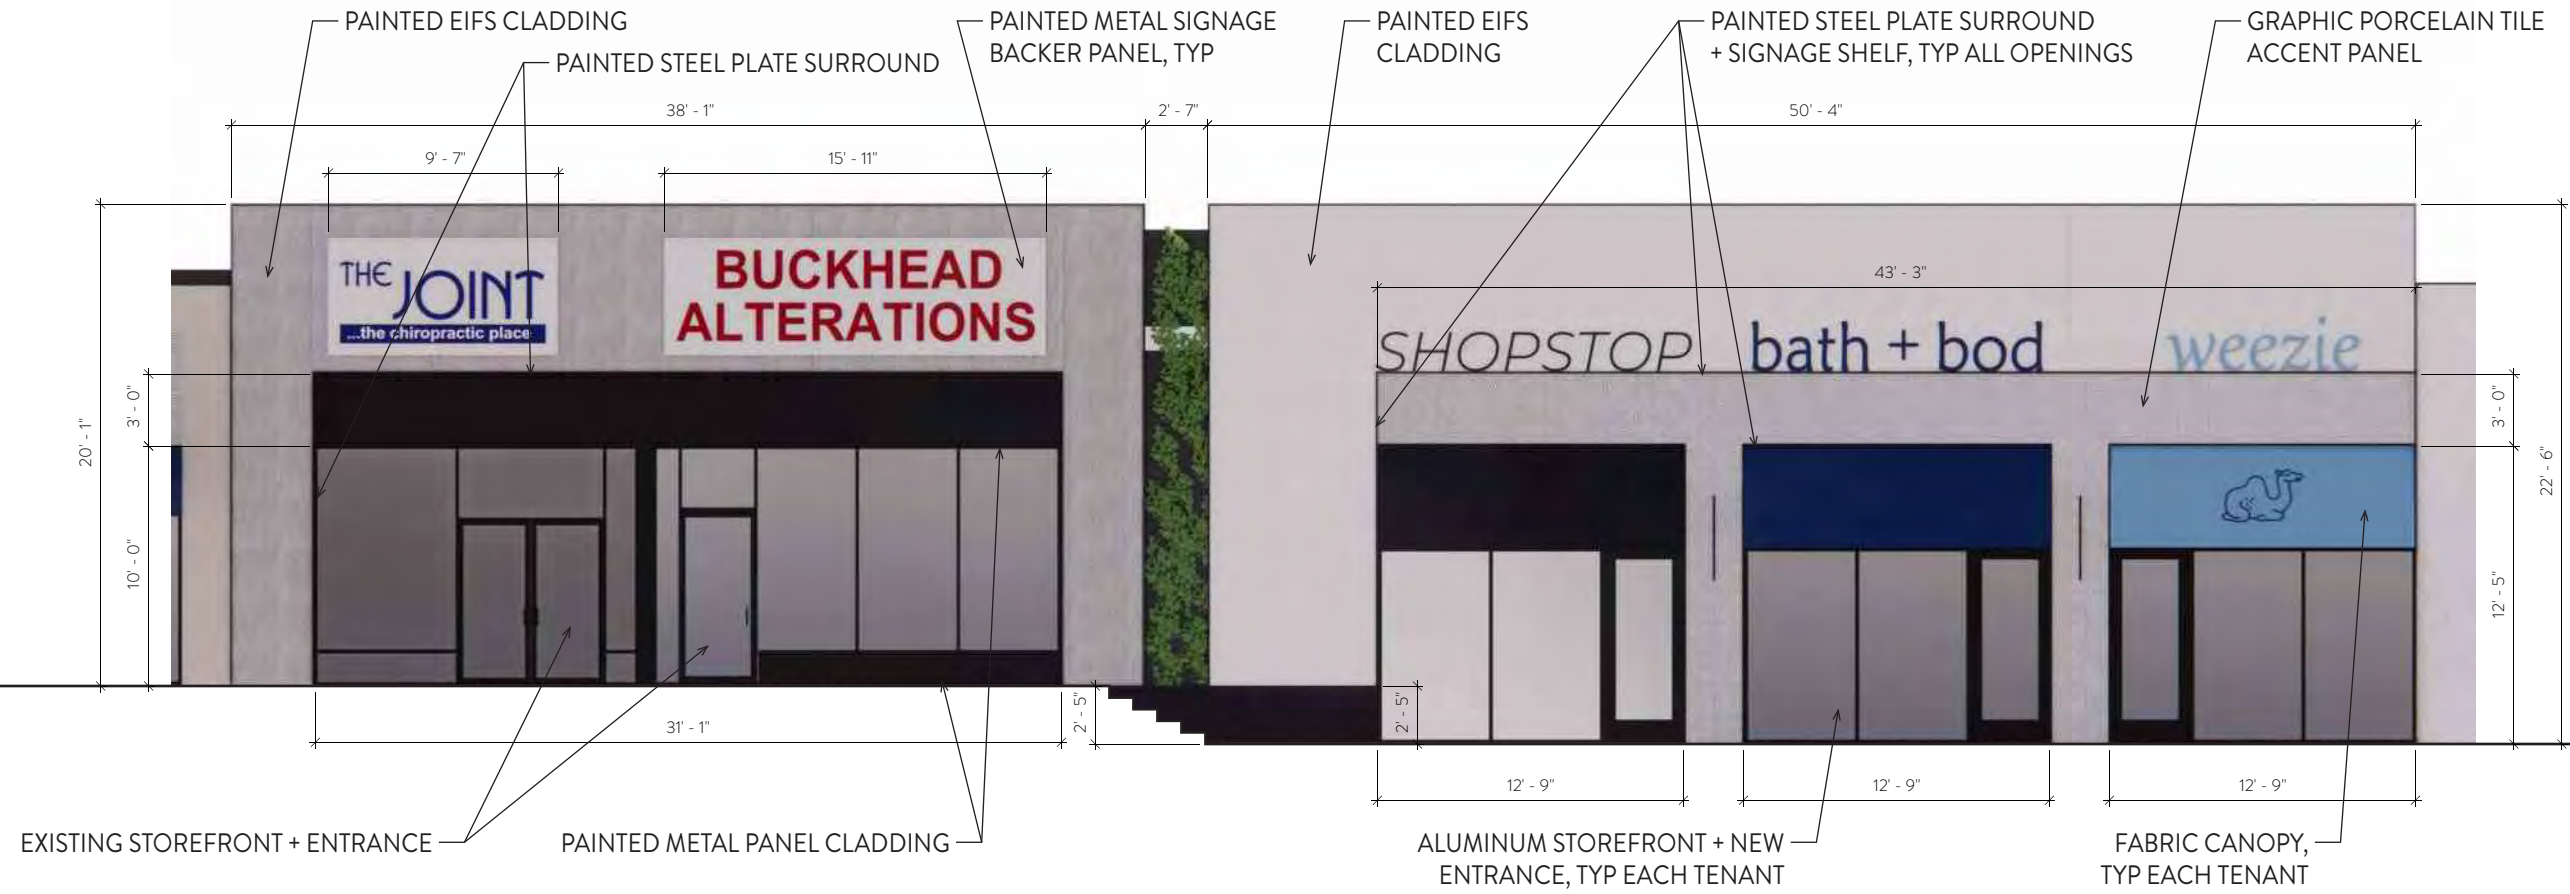 PAINTED EIFS CLADDING
PAINTED STEEL PLATE SURROUND
PAINTED METAL SIGNAGE
BACKER PANEL, TYP
PAINTED EIFS
CLADDING
PAINTED STEEL PLATE SURROUND
+ SIGNAGE SHELF, TYP ALL OPENINGS
GRAPHIC PORCELAIN TILE
ACCENT PANEL
38' - 1"
2' - 7"
50' - 4"
9' - 7"
15' - 11"
43' - 3"
THE JOINT
...the chiropractic place
BUCKHEAD
ALTERATIONS
SHOPSTOP
bath + bod
weezie
20' - 1"
3' - 0"
10' - 0"
3' - 0"
12' - 5"
22' - 6"
31' - 1"
2' - 5"
2' - 5"
12' - 9"
12' - 9"
12' - 9"
EXISTING STOREFRONT + ENTRANCE
PAINTED METAL PANEL CLADDING
ALUMINUM STOREFRONT + NEW
ENTRANCE, TYP EACH TENANT
FABRIC CANOPY,
TYP EACH TENANT